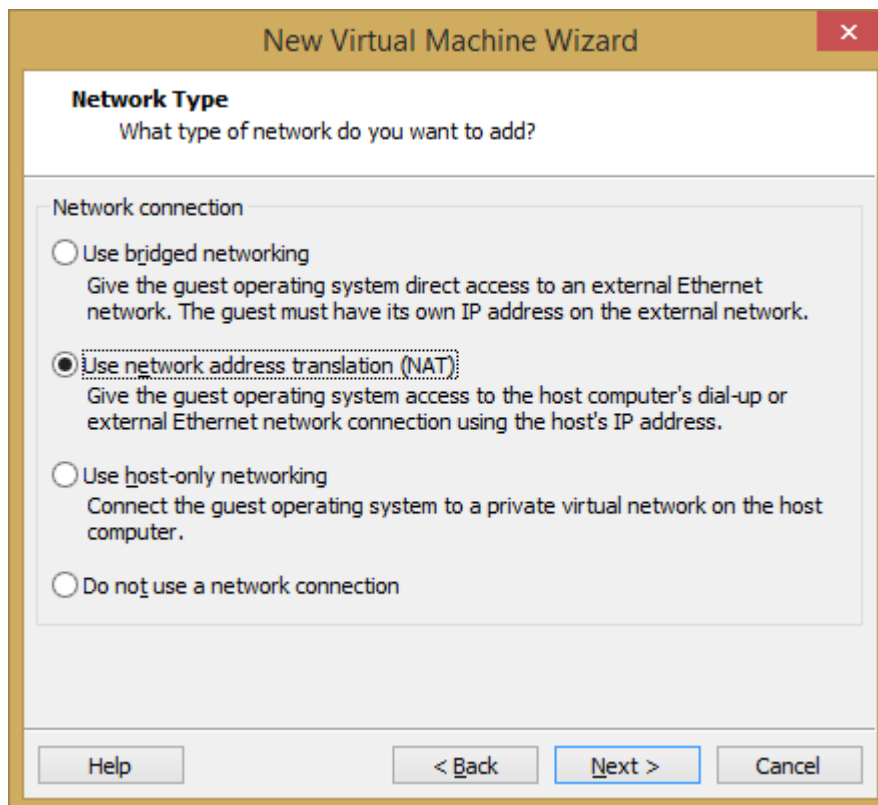 New Virtual Machine Wizard
Network Type
What type of network do you want to add?
Network connection
Use bridged networking
Give the guest operating system direct access to an external Ethernet
network. The guest must have its own IP address on the external network.
Use network address translation (NAT)
Give the guest operating system access to the host computer's dial-up or
external Ethernet network connection using the host's IP address.
Use host-only networking
Connect the guest operating system to a private virtual network on the host
computer.
Do not use a network connection
Help
< Back
Next >
Cancel